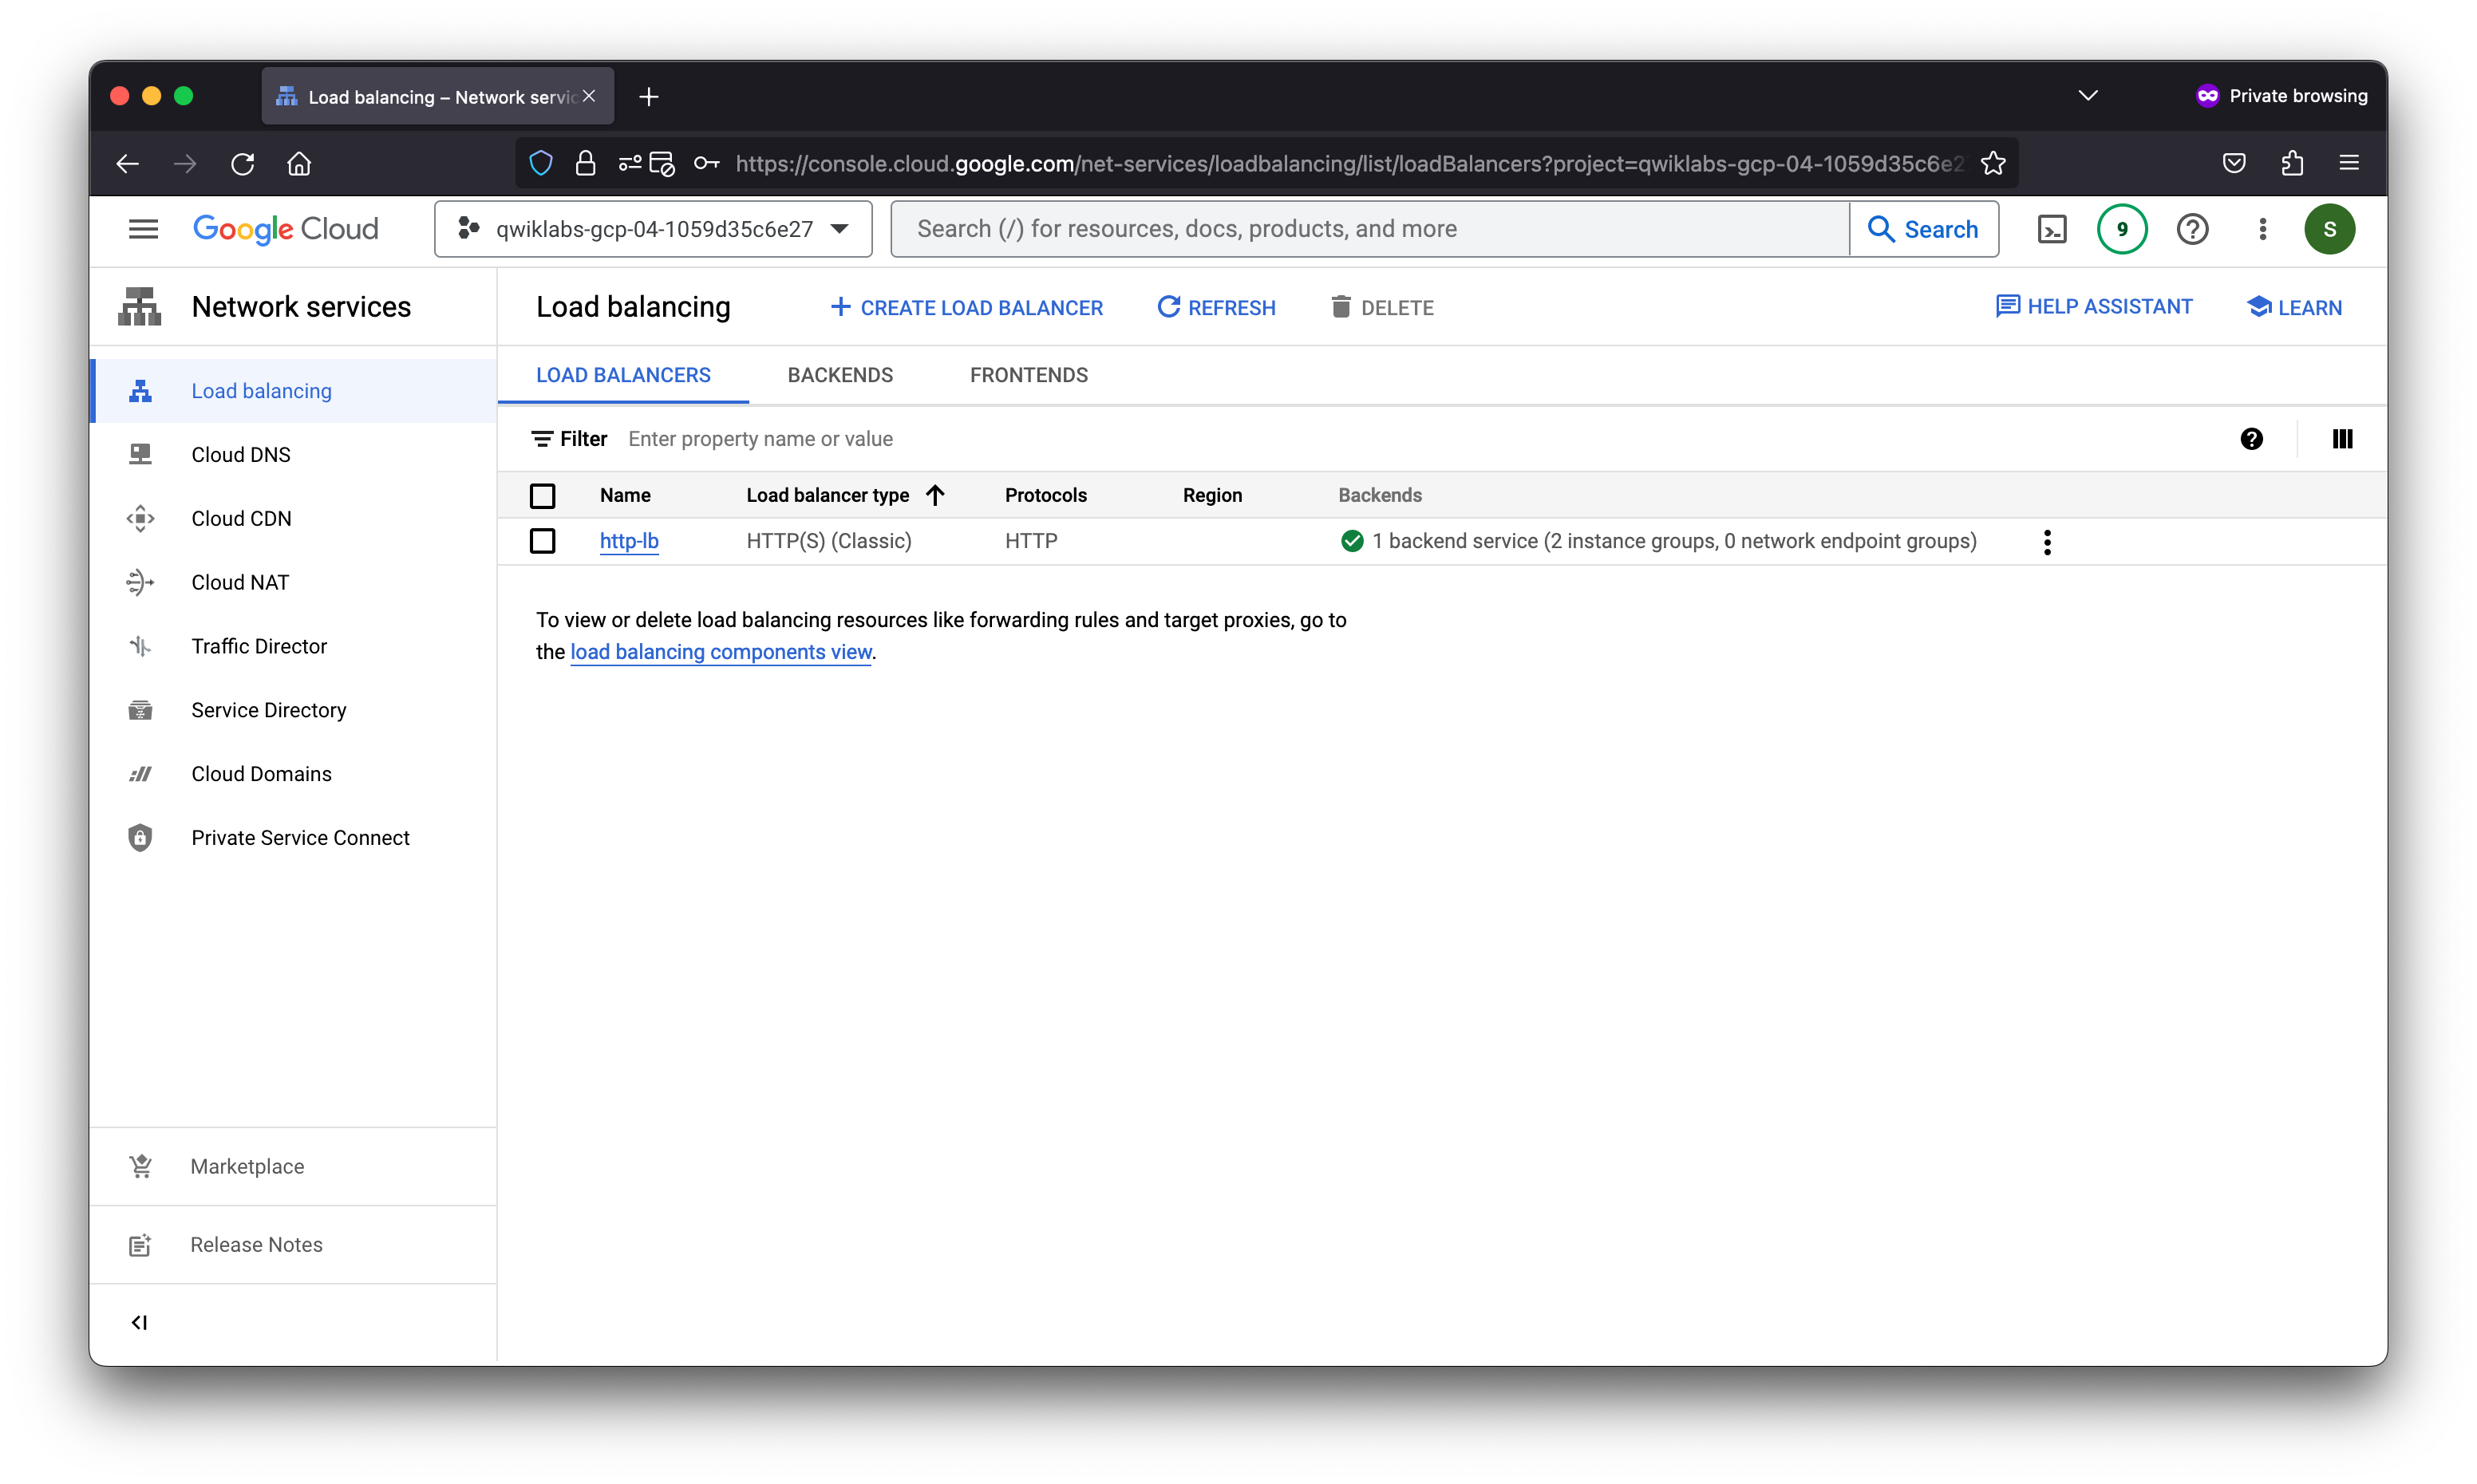 Load balancing – Network servic
Private browsing
https://console.cloud.google.com/net-services/loadbalancing/list/loadBalancers?project=qwiklabs-gcp-04-1059d35c6e2
Google Cloud
qwiklabs-gcp-04-1059d35c6e27
Search (/) for resources, docs, products, and more
Search
9
S
Network services
Load balancing
CREATE LOAD BALANCER
REFRESH
DELETE
HELP ASSISTANT
LEARN
Load balancing
Cloud DNS
Cloud CDN
Cloud NAT
Traffic Director
Service Directory
Cloud Domains
Private Service Connect
Marketplace
Release Notes
LOAD BALANCERS BACKENDS FRONTENDS
Filter Enter property name or value
Name Load balancer type Protocols Region Backends
http-lb HTTP(S) (Classic) HTTP 1 backend service (2 instance groups, 0 network endpoint groups)
To view or delete load balancing resources like forwarding rules and target proxies, go to
the load balancing components view.